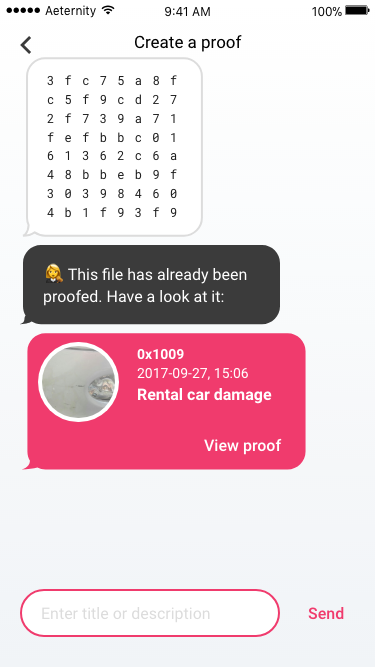 Aeternity 9:41 AM 100%
Create a proof
3 f c 7 5 a 8 f
c 5 f 9 c d 2 7
2 f 7 3 9 a 7 1
f e f b b c 0 1
6 1 3 6 2 c 6 a
4 8 b b e b 9 f
3 0 3 9 8 4 6 0
4 b 1 f 9 3 f 9
This file has already been
proofed. Have a look at it:
0x1009
2017-09-27, 15:06
Rental car damage
View proof
Enter title or description Send